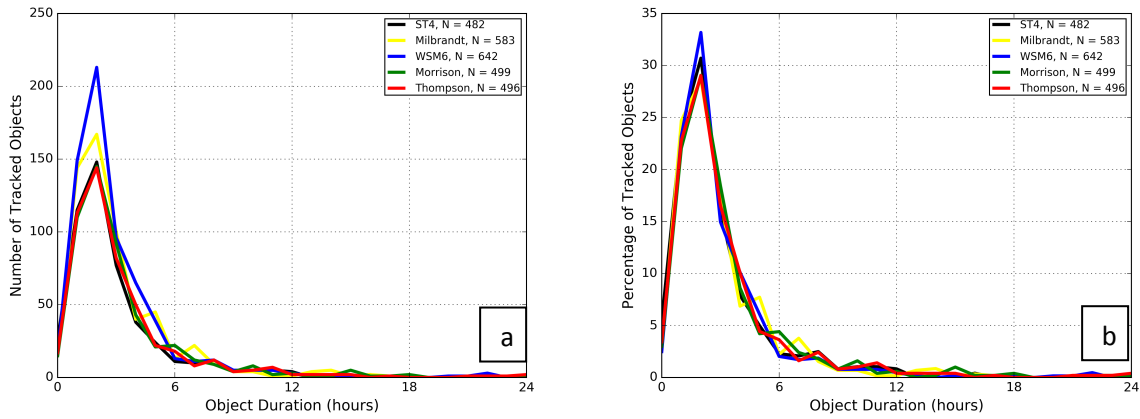 250
200
150
100
50
0
Number of Tracked Objects
ST4, N = 482
Milbrandt, N = 583
WSM6, N = 642
Morrison, N = 499
Thompson, N = 496
a
0 6 12 18 24
Object Duration (hours)
35
30
25
20
15
10
5
0
Percentage of Tracked Objects
ST4, N = 482
Milbrandt, N = 583
WSM6, N = 642
Morrison, N = 499
Thompson, N = 496
b
0 6 12 18 24
Object Duration (hours)